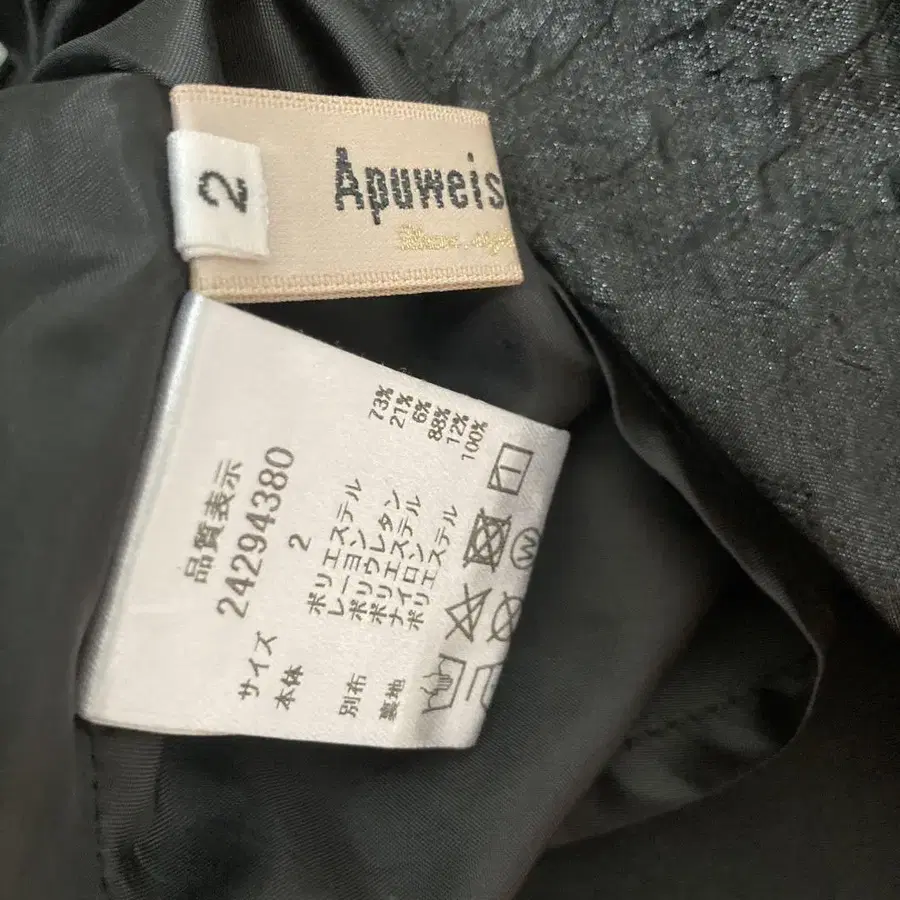 2
Apuweis
品質表示
24294380
サイズ 2
本体 ポリエステル 73%
レーヨン 21%
ポリウレタン 6%
別布 ポリエステル 88%
ナイロン 12%
裏地 ポリエステル 100%
W